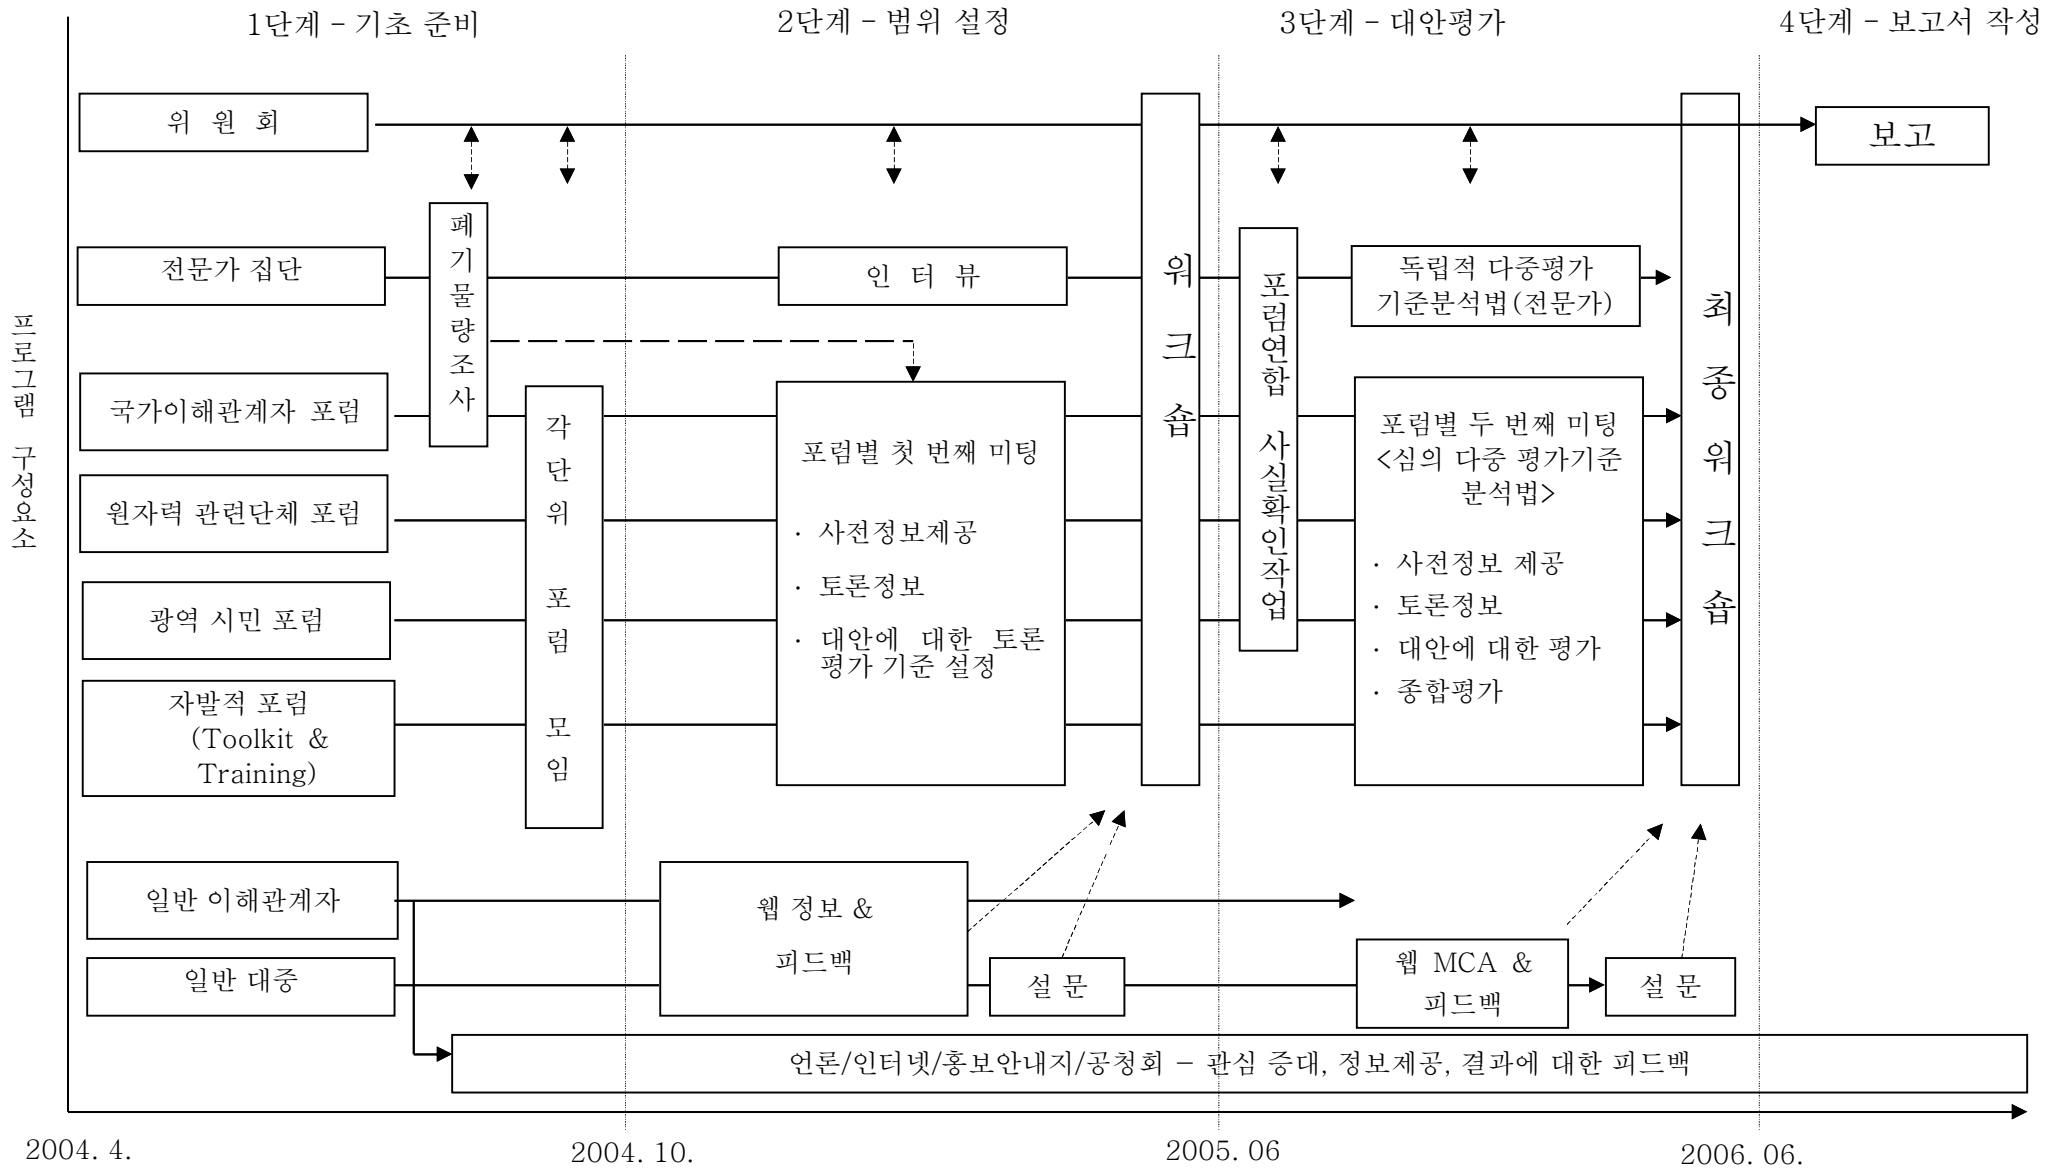 1단계 - 기초 준비
2단계 - 범위 설정
3단계 - 대안평가
4단계 - 보고서 작성
프로그램 구성요소
위 원 회
보고
전문가 집단
폐기물량조사
인 터 뷰
워크숍
포럼연합 사실확인작업
독립적 다중평가
기준분석법(전문가)
최종워크숍
국가이해관계자 포럼
각단위 포럼 모임
포럼별 첫 번째 미팅
· 사전정보제공
· 토론정보
· 대안에 대한 토론
평가 기준 설정
포럼별 두 번째 미팅
<심의 다중 평가기준
분석법>
· 사전정보 제공
· 토론정보
· 대안에 대한 평가
· 종합평가
원자력 관련단체 포럼
광역 시민 포럼
자발적 포럼
(Toolkit &
Training)
일반 이해관계자
웹 정보 &
피드백
일반 대중
설 문
웹 MCA &
피드백
설 문
언론/인터넷/홍보안내지/공청회 - 관심 증대, 정보제공, 결과에 대한 피드백
2004. 4.
2004. 10.
2005. 06
2006. 06.